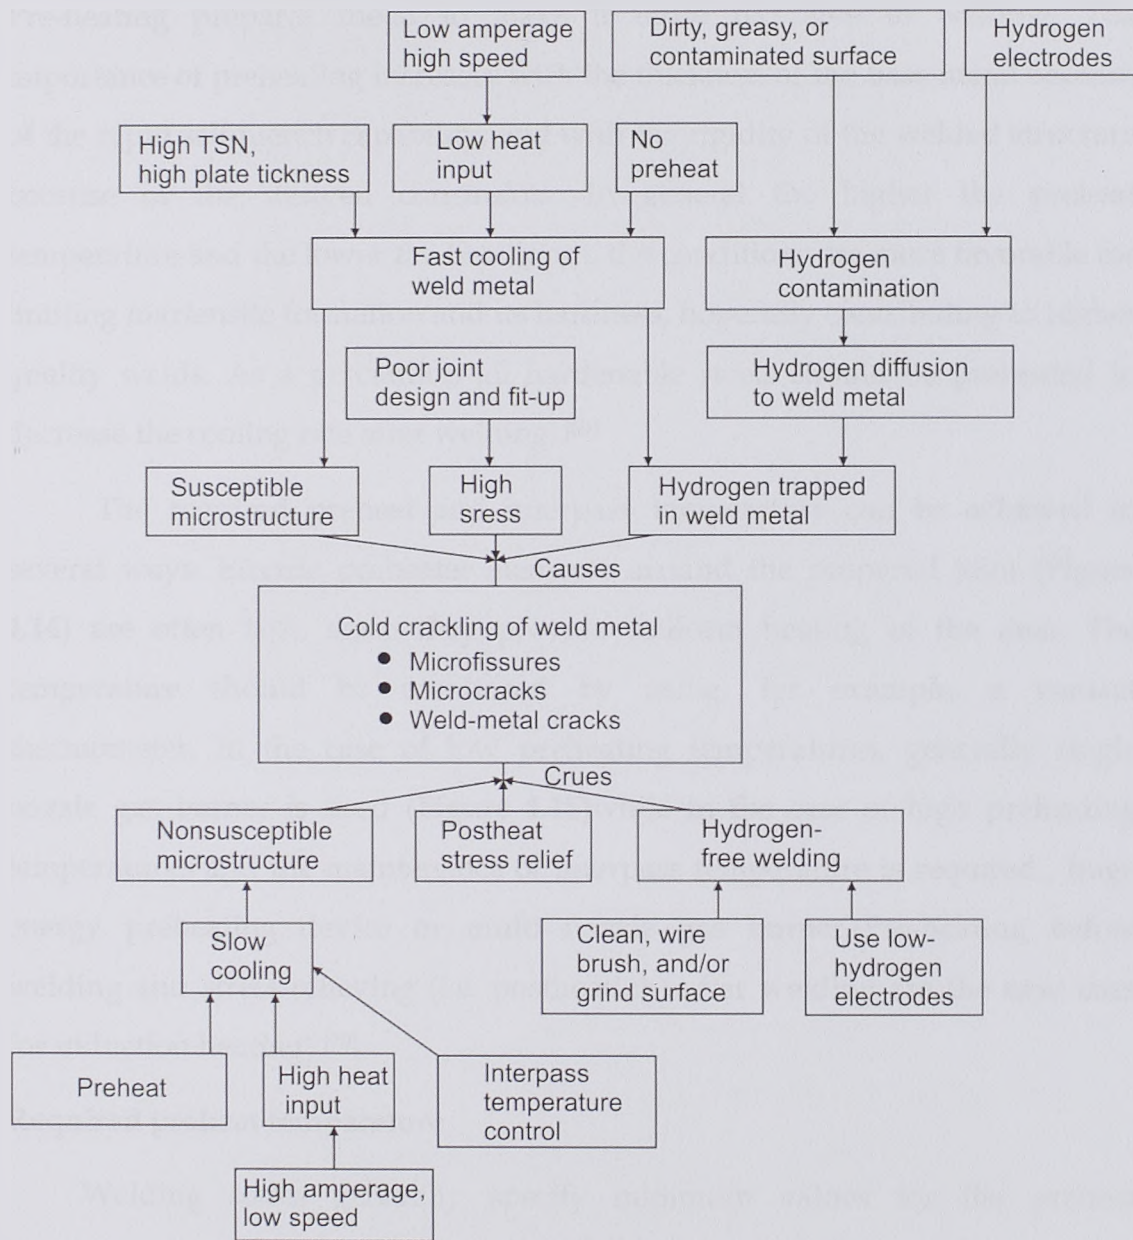 Low amperage
high speed
Dirty, greasy, or
contaminated surface
Hydrogen
electrodes
High TSN,
high plate tickness
Low heat
input
No
preheat
Fast cooling of
weld metal
Hydrogen
contamination
Poor joint
design and fit-up
Hydrogen diffusion
to weld metal
Susceptible
microstructure
High
sress
Hydrogen trapped
in weld metal
Causes
Cold crackling of weld metal
● Microfissures
● Microcracks
● Weld-metal cracks
Crues
Nonsusceptible
microstructure
Postheat
stress relief
Hydrogen-
free welding
Slow
cooling
Clean, wire
brush, and/or
grind surface
Use low-
hydrogen
electrodes
Preheat
High heat
input
Interpass
temperature
control
High amperage,
low speed